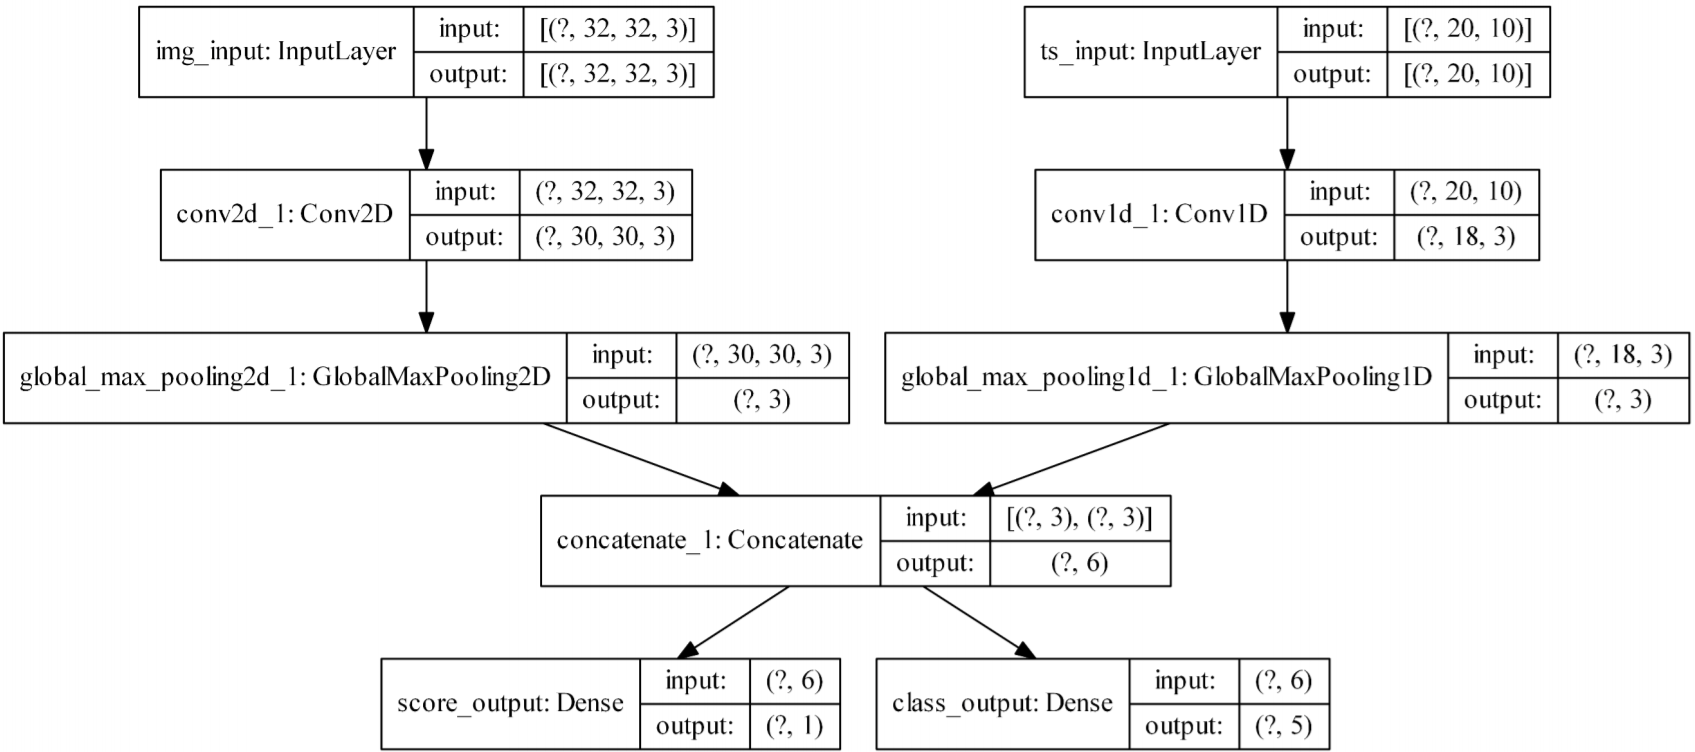 img_input: InputLayer
input:
[(?, 32, 32, 3)]
output:
[(?, 32, 32, 3)]
ts_input: InputLayer
input:
[(?, 20, 10)]
output:
[(?, 20, 10)]
conv2d_1: Conv2D
input:
(?, 32, 32, 3)
output:
(?, 30, 30, 3)
conv1d_1: Conv1D
input:
(?, 20, 10)
output:
(?, 18, 3)
global_max_pooling2d_1: GlobalMaxPooling2D
input:
(?, 30, 30, 3)
output:
(?, 3)
global_max_pooling1d_1: GlobalMaxPooling1D
input:
(?, 18, 3)
output:
(?, 3)
concatenate_1: Concatenate
input:
[(?, 3), (?, 3)]
output:
(?, 6)
score_output: Dense
input:
(?, 6)
output:
(?, 1)
class_output: Dense
input:
(?, 6)
output:
(?, 5)